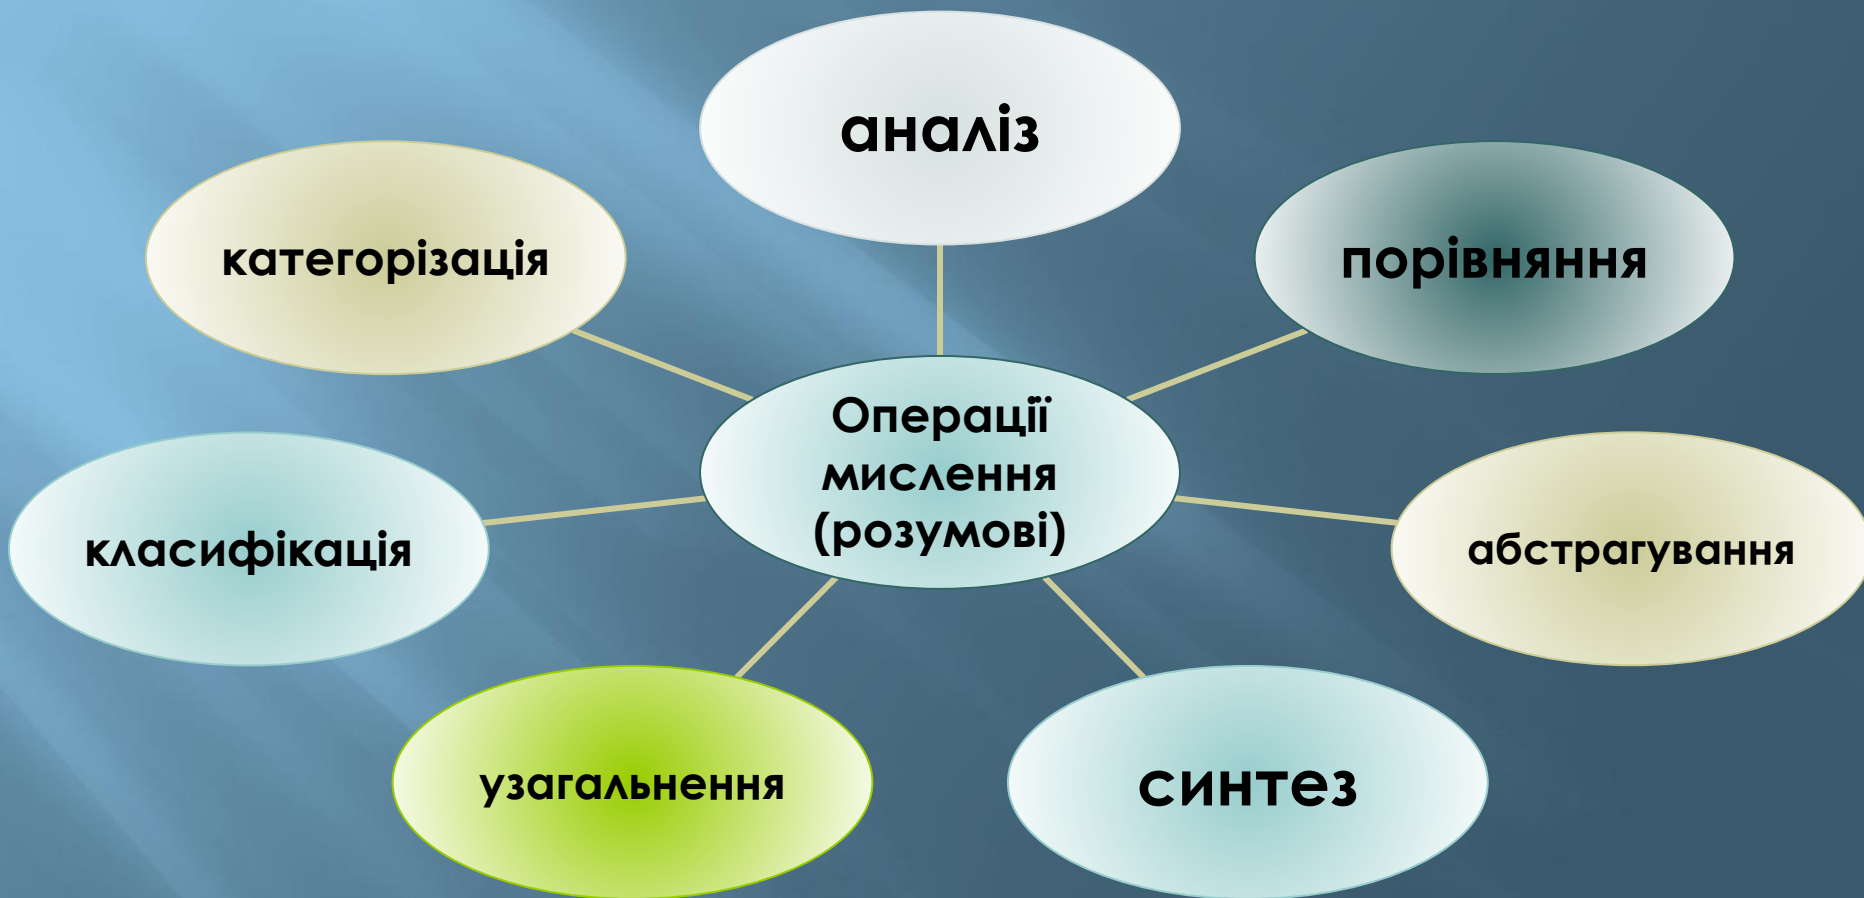 аналіз
порівняння
абстрагування
синтез
узагальнення
класифікація
категорізація
Операції
мислення
(розумові)